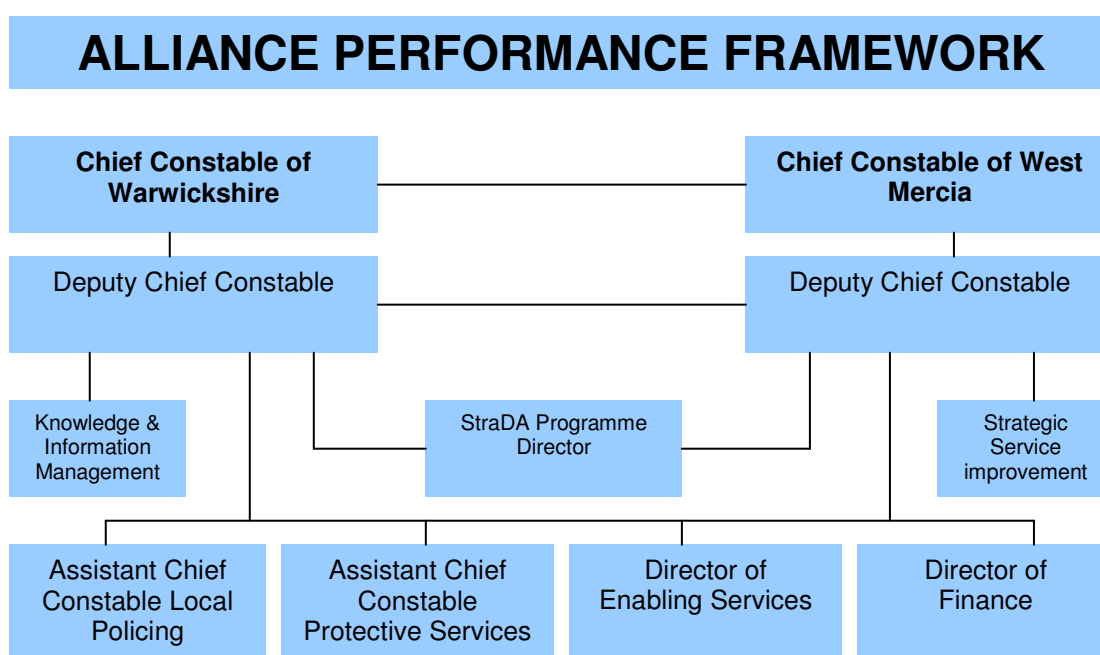 ALLIANCE PERFORMANCE FRAMEWORK
Chief Constable of
Warwickshire
Chief Constable of West
Mercia
Deputy Chief Constable
Deputy Chief Constable
Knowledge &
Information
Management
StraDA Programme
Director
Strategic
Service
improvement
Assistant Chief
Constable Local
Policing
Assistant Chief
Constable
Protective Services
Director of
Enabling Services
Director of
Finance